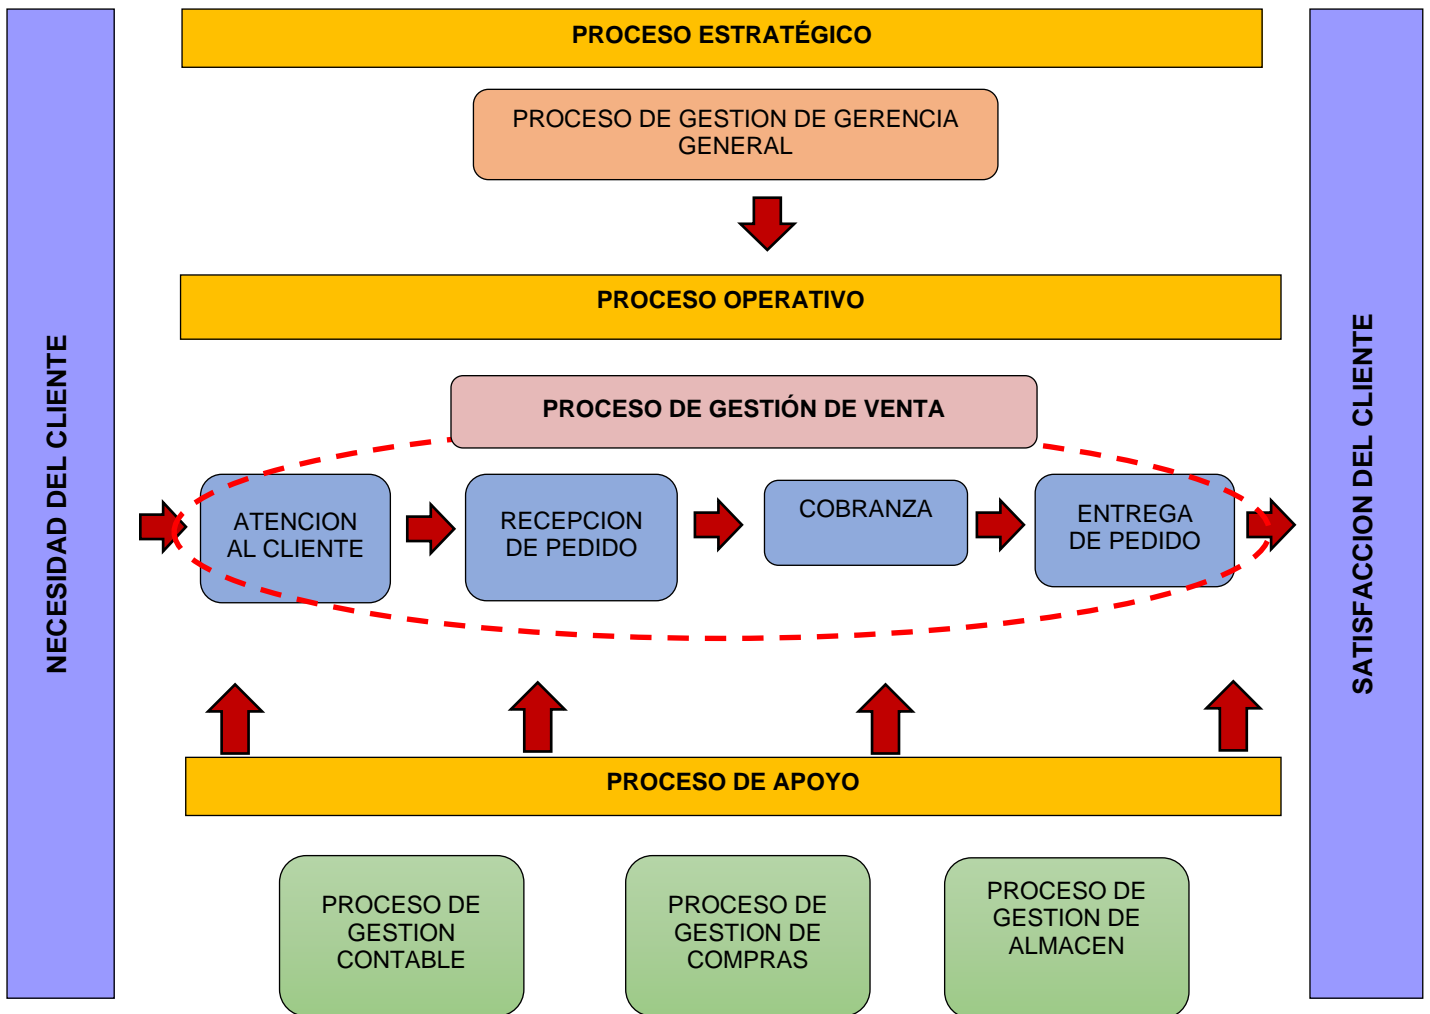 PROCESO ESTRATÉGICO
PROCESO DE GESTION DE GERENCIA
GENERAL
PROCESO OPERATIVO
PROCESO DE GESTIÓN DE VENTA
NECESIDAD DEL CLIENTE
ATENCION
AL CLIENTE
RECEPCION
DE PEDIDO
COBRANZA
ENTREGA
DE PEDIDO
SATISFACCION DEL CLIENTE
PROCESO DE APOYO
PROCESO DE
GESTION
CONTABLE
PROCESO DE
GESTION DE
COMPRAS
PROCESO DE
GESTION DE
ALMACEN